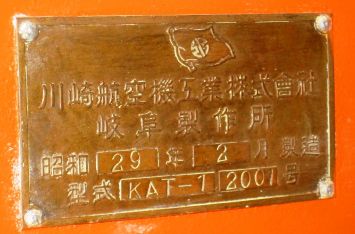 川崎航空機工業株式會社
岐阜製作所
昭和 29 年 2 月 製造
型式 KAT-1 2001 号